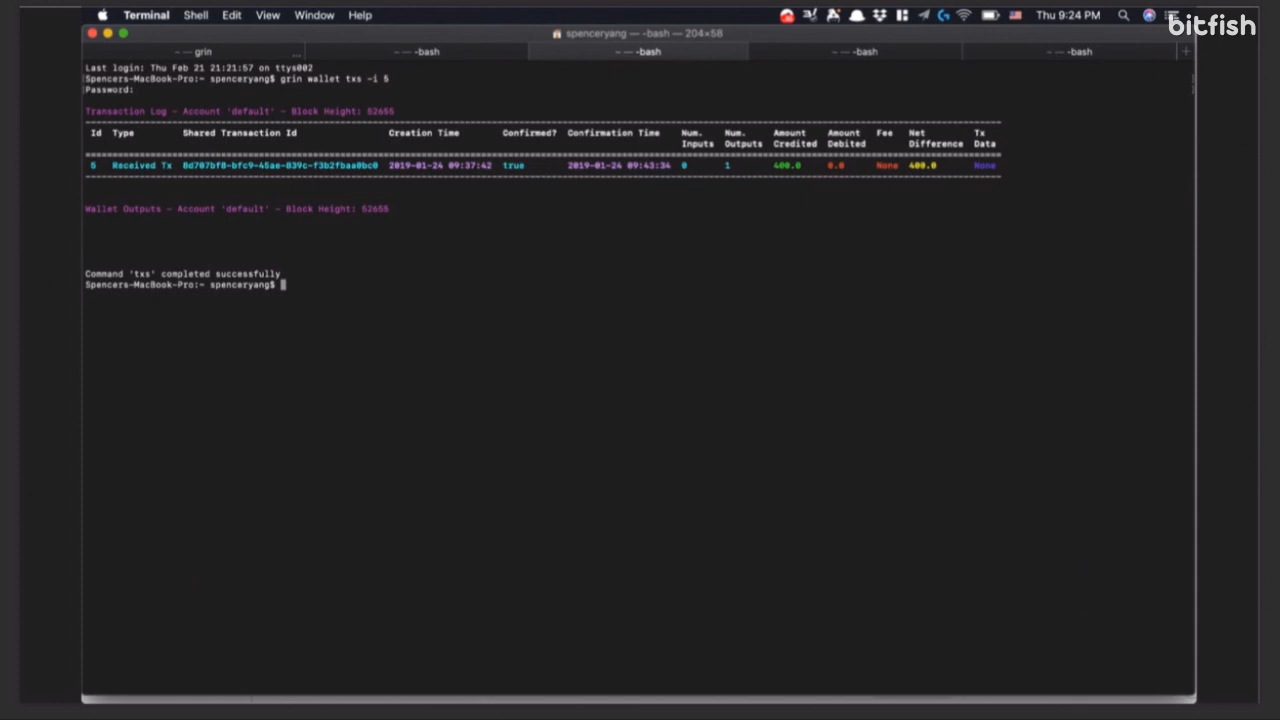 Terminal Shell Edit View Window Help Thu 9:24 PM
bitfish
spenceryang — -bash — 204×58
~ — grin ... ~ — -bash ~ — -bash ~ — -bash ~ — -bash +
Last login: Thu Feb 21 21:21:57 on ttys002
[Spencers-MacBook-Pro:~ spenceryang$ grin wallet txs -i 5 ]
[Password: ]
Transaction Log - Account 'default' - Block Height: 52655
Id Type Shared Transaction Id Creation Time Confirmed? Confirmation Time Num. Num. Amount Amount Fee Net Tx
Inputs Outputs Credited Debited Difference Data
5 Received Tx 8d707bf8-bfc9-45ae-839c-f3b2fbaa0bc0 2019-01-24 09:37:42 true 2019-01-24 09:43:34 0 1 400.0 0.0 None 400.0 None
Wallet Outputs - Account 'default' - Block Height: 52655
Command 'txs' completed successfully
Spencers-MacBook-Pro:~ spenceryang$